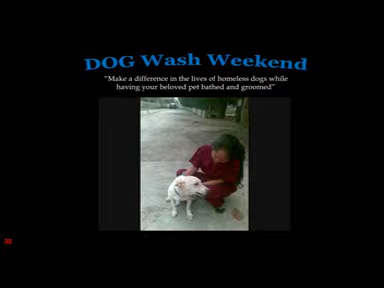 DOG Wash Weekend
"Make a difference in the lives of homeless dogs while
having your beloved pet bathed and groomed"